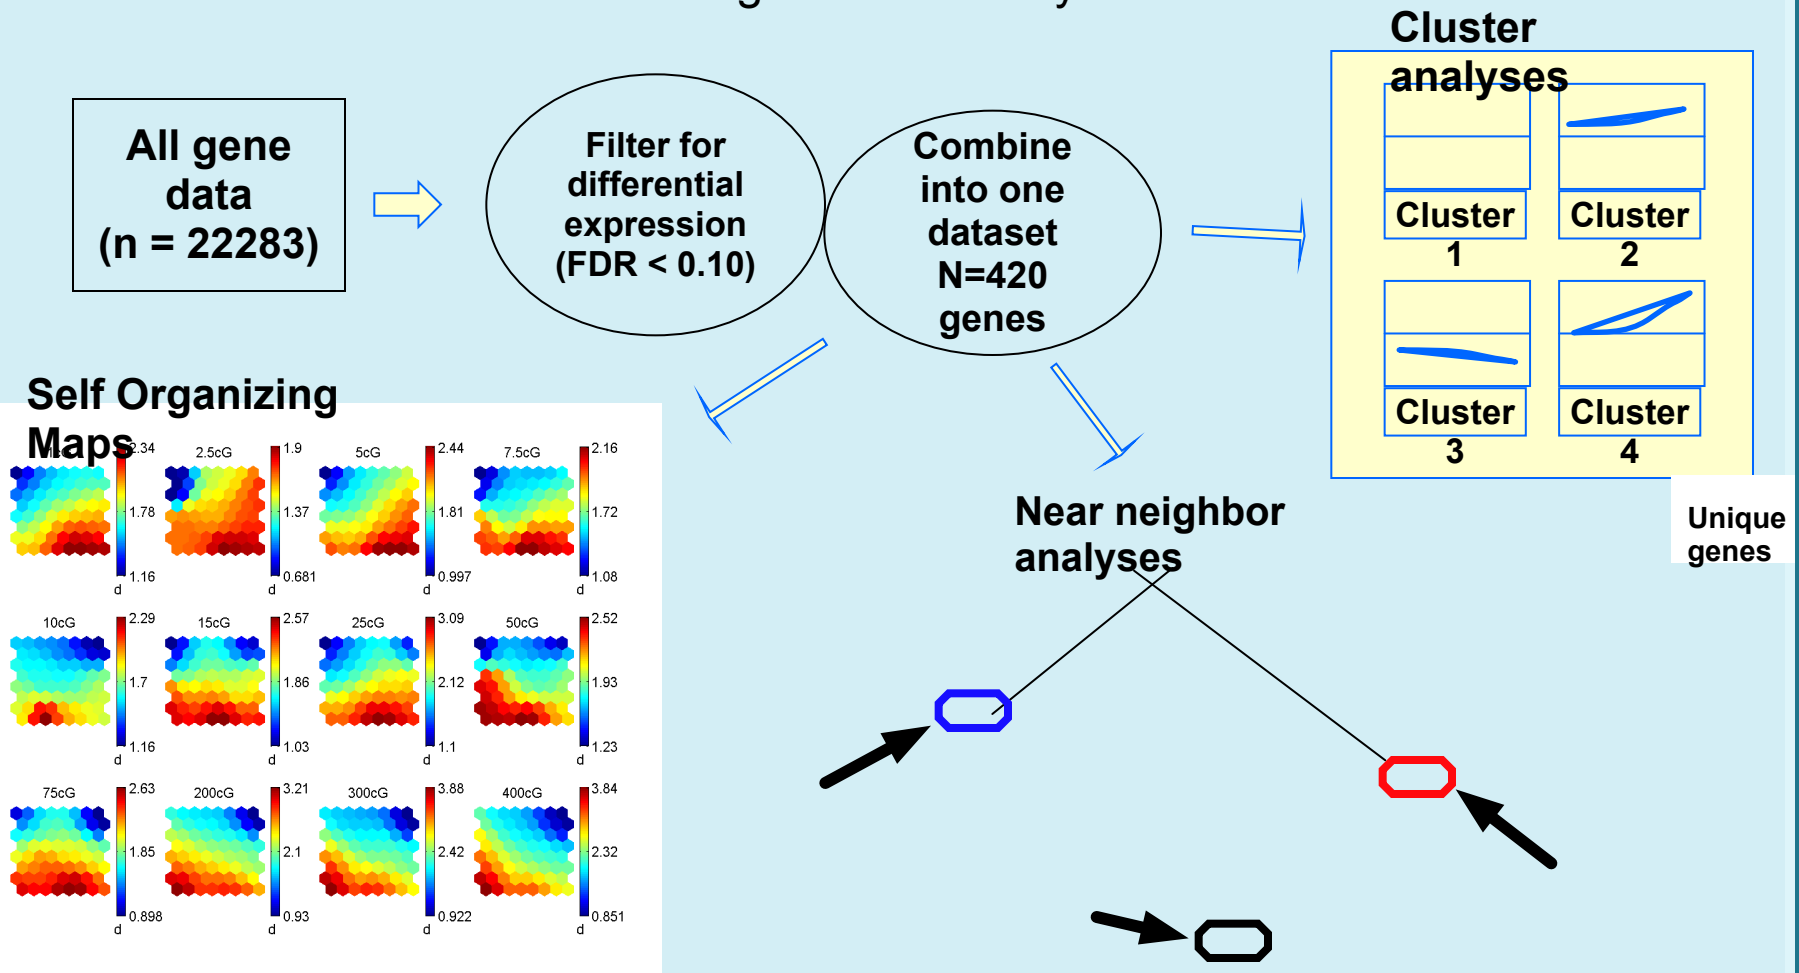 Cluster
analyses
All gene
data
(n = 22283)
Filter for
differential
expression
(FDR < 0.10)
Combine
into one
dataset
N=420
genes
Cluster
1
Cluster
2
Cluster
3
Cluster
4
Unique
genes
Self Organizing
Maps
2.34
1.78
1.16
d
2.5cG
1.9
1.37
0.681
d
5cG
2.44
1.81
0.997
d
7.5cG
2.16
1.72
1.08
d
10cG
2.29
1.7
1.16
d
15cG
2.57
1.86
1.03
d
25cG
3.09
2.12
1.1
d
50cG
2.52
1.93
1.23
d
75cG
2.63
1.85
0.898
d
200cG
3.21
2.1
0.93
d
300cG
3.88
2.42
0.922
d
400cG
3.84
2.32
0.851
d
Near neighbor
analyses